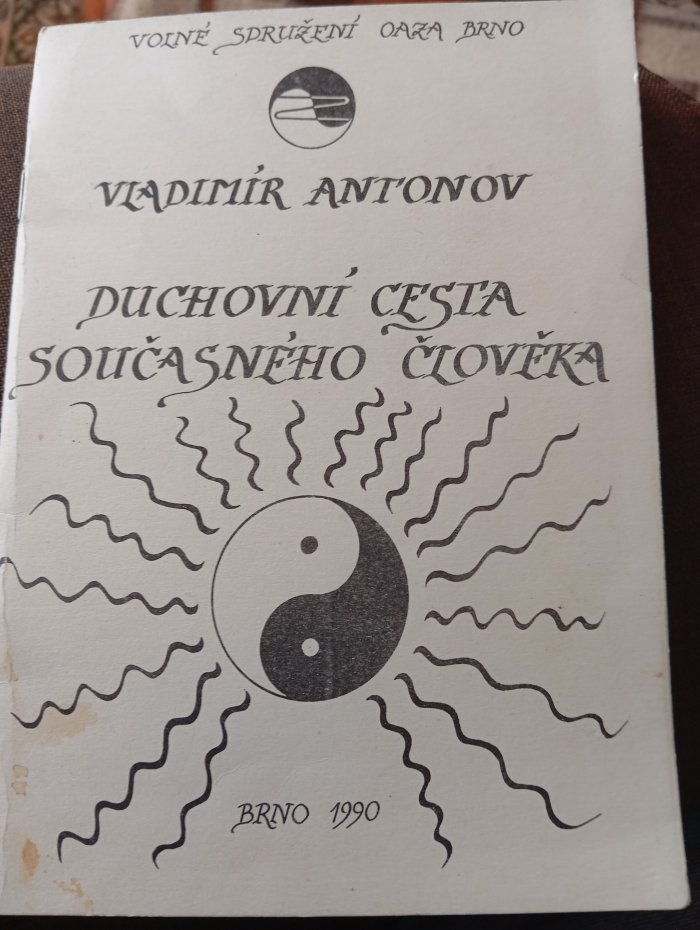 VOLNÉ SDRUŽENÍ OAZA BRNO
VLADIMÍR ANTONOV
DUCHOVNÍ CESTA
SOUČASNÉHO ČLOVĚKA
BRNO 1990